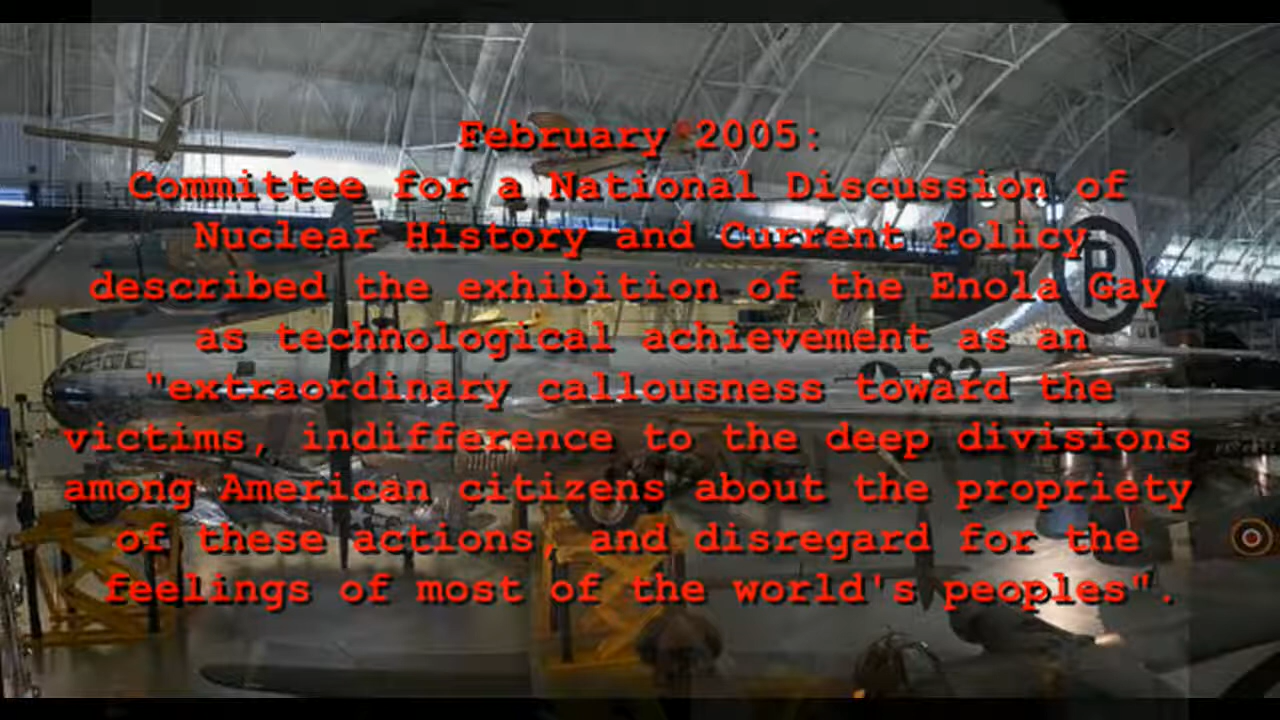 February 2005:
Committee for a National Discussion of
Nuclear History and Current Policy
described the exhibition of the Enola Gay
as technological achievement as an
"extraordinary callousness toward the
victims, indifference to the deep divisions
among American citizens about the propriety
of these actions, and disregard for the
feelings of most of the world's peoples".
R
82